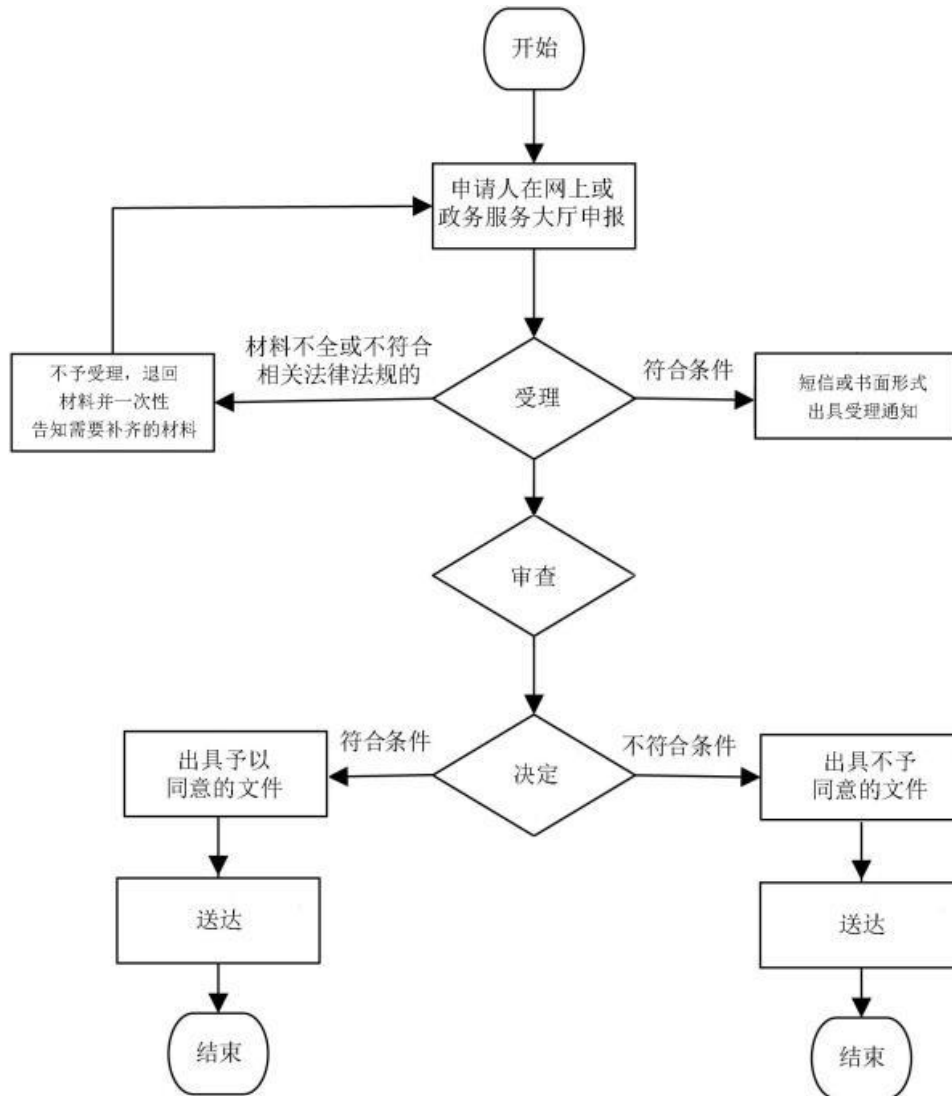 开始
申请人在网上或
政务服务大厅申报
材料不全或不符合
相关法律法规的
符合条件
不予受理，退回
材料并一次性
告知需要补齐的材料
受理
短信或书面形式
出具受理通知
审查
符合条件
不符合条件
出具予以
同意的文件
决定
出具不予
同意的文件
送达
送达
结束
结束